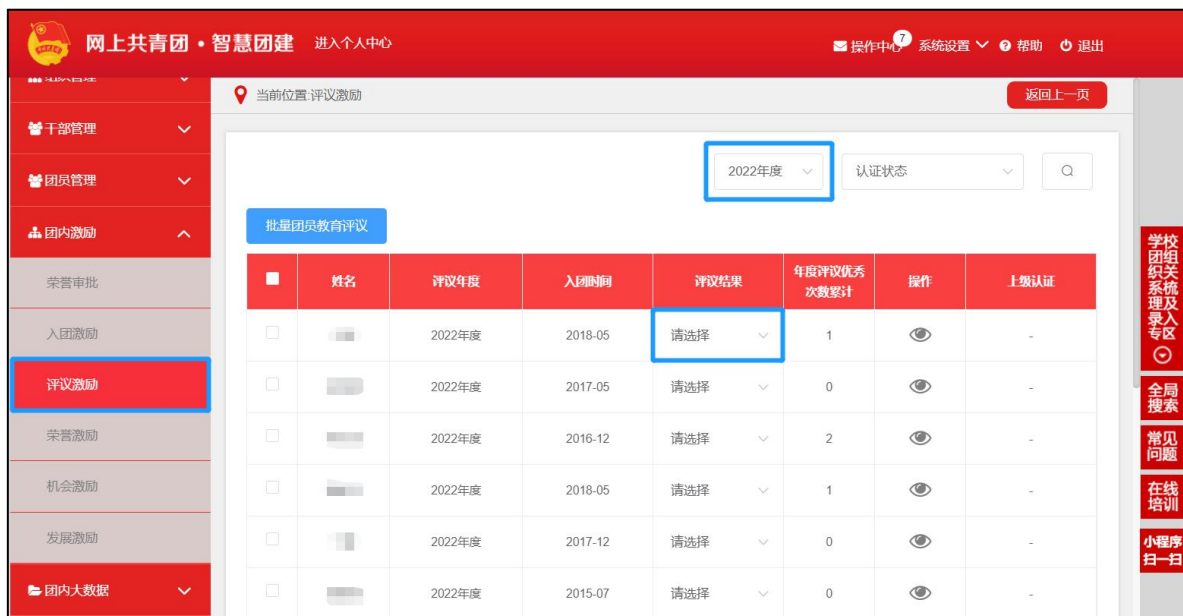 网上共青团·智慧团建 进入个人中心 操作中心 7 系统设置 帮助 退出
组织管理
干部管理
团员管理
团内激励
荣誉审批
入团激励
评议激励
荣誉激励
机会激励
发展激励
团内大数据
当前位置:评议激励 返回上一页
2022年度 认证状态
批量团员教育评议
姓名 评议年度 入团时间 评议结果 年度评议优秀次数累计 操作 上级认证
2022年度 2018-05 请选择 1 -
2022年度 2017-05 请选择 0 -
2022年度 2016-12 请选择 2 -
2022年度 2018-05 请选择 1 -
2022年度 2017-12 请选择 0 -
2022年度 2015-07 请选择 0 -
学校
团组
织关
系梳
理及
录入
专区
全局
搜索
常见
问题
在线
培训
小程序
扫一扫